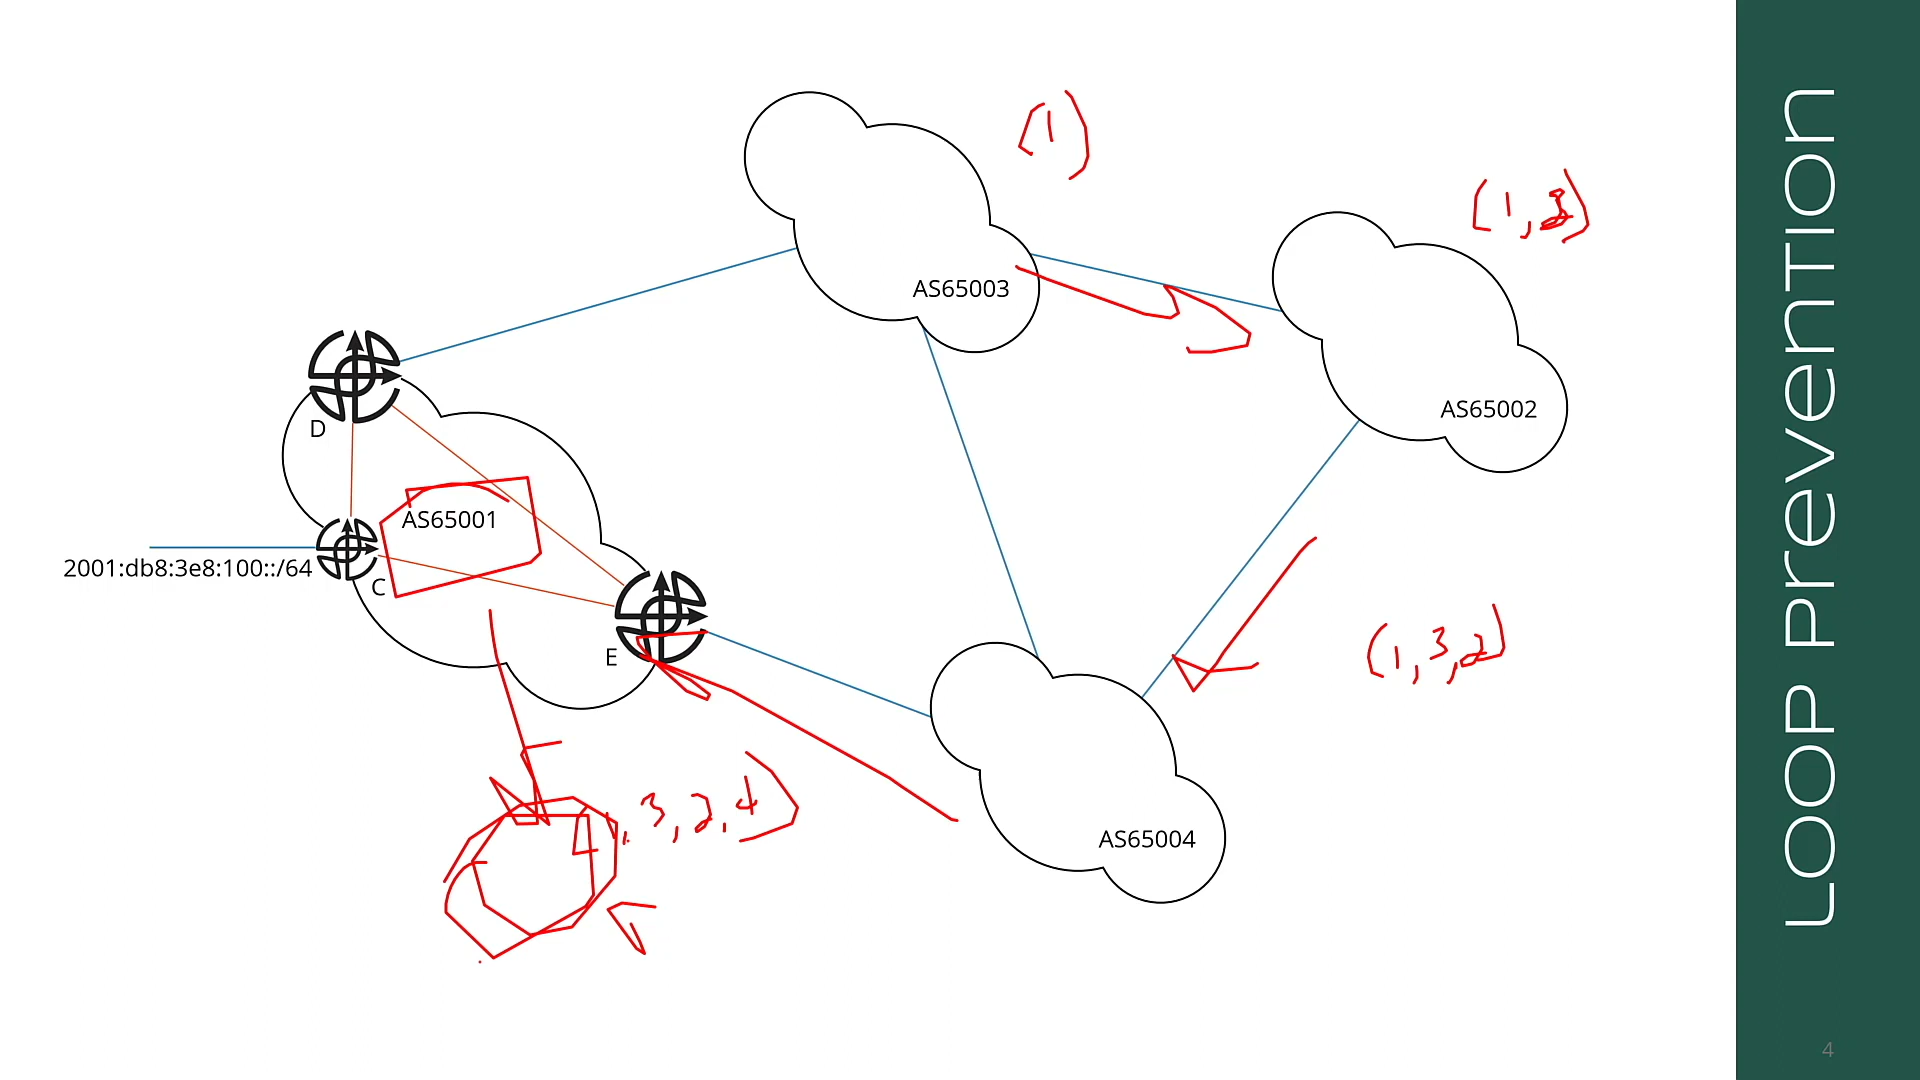 LOOP Prevention
(1)
(1,3)
AS65003
AS65002
D
AS65001
2001:db8:3e8:100::/64
C
E
(1,3,2)
(1,3,2,4)
AS65004
4